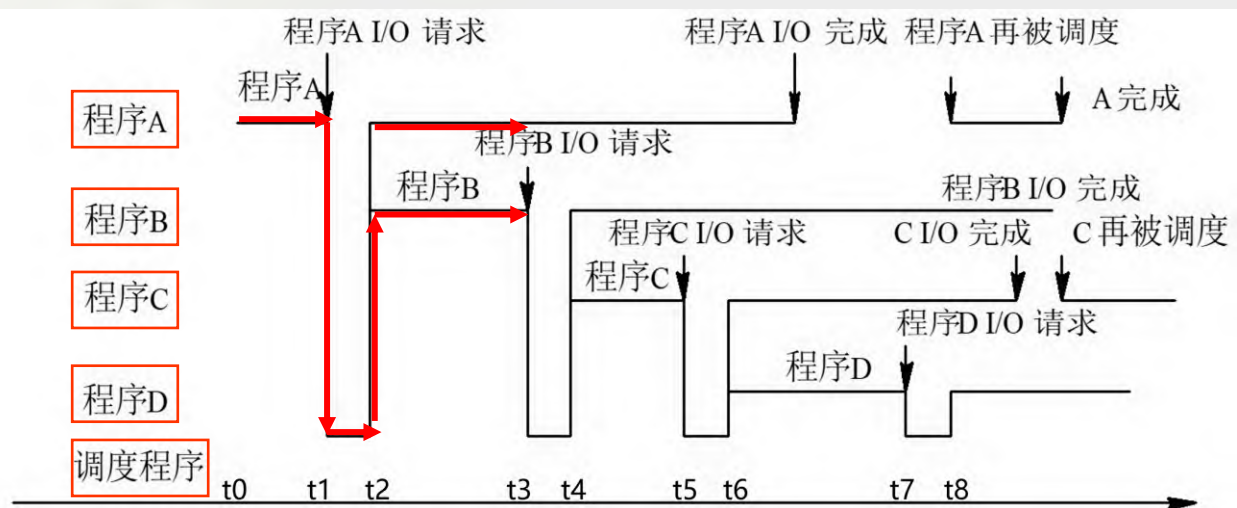 程序A I/O 请求
程序A I/O 完成
程序A 再被调度
程序A
程序A
A 完成
程序B I/O 请求
程序B
程序B
程序B I/O 完成
程序C I/O 请求
C I/O 完成
C 再被调度
程序C
程序C
程序D I/O 请求
程序D
程序D
调度程序
t0 t1 t2 t3 t4 t5 t6 t7 t8